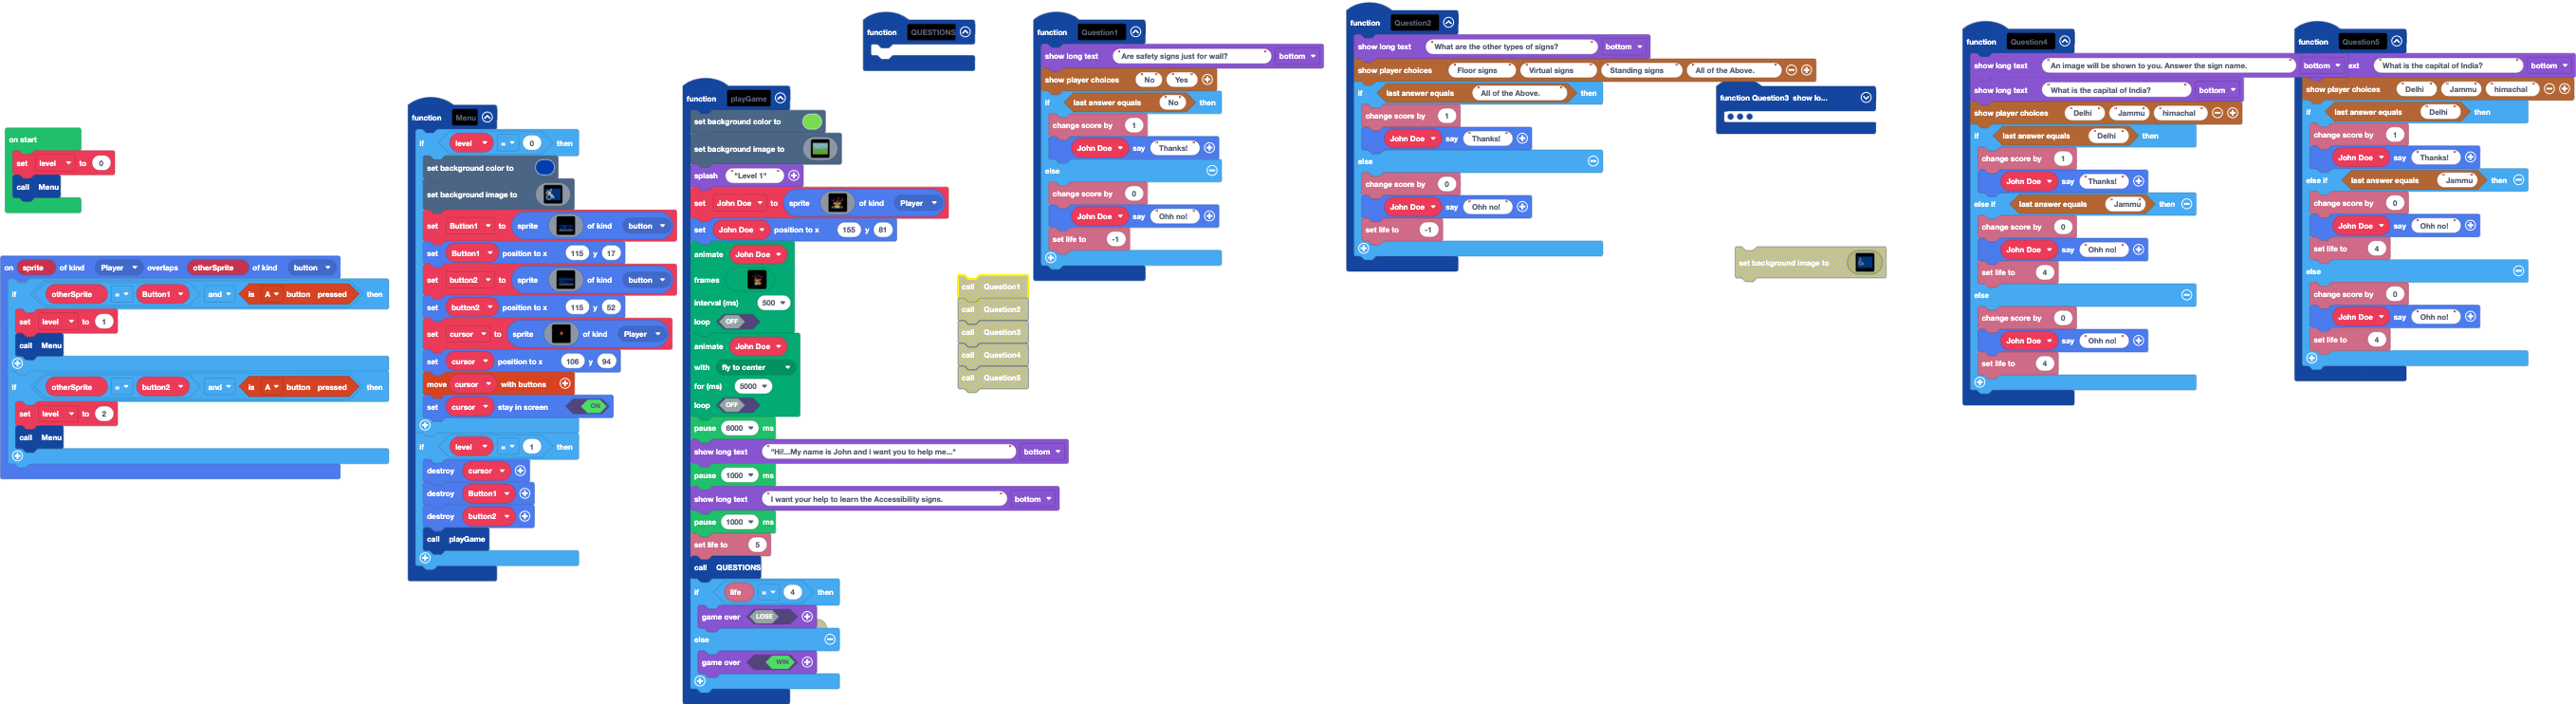 on start
set level to 0
call Menu
on sprite of kind Player overlaps otherSprite of kind button
if otherSprite = Button1 and is A button pressed then
set level to 1
call Menu
if otherSprite = button2 and is A button pressed then
set level to 2
call Menu
function Menu
if level = 0 then
set background color to
set background image to
set Button1 to sprite of kind button
set Button1 position to x 115 y 17
set button2 to sprite of kind button
set button2 position to x 115 y 52
set cursor to sprite of kind Player
set cursor position to x 106 y 94
move cursor with buttons
set cursor stay in screen ON
if level = 1 then
destroy cursor
destroy Button1
destroy button2
call playGame
function playGame
set background color to
set background image to
splash "Level 1"
set John Doe to sprite of kind Player
set John Doe position to x 155 y 81
animate John Doe
frames
interval (ms) 500
loop OFF
animate John Doe
with fly to center
for (ms) 5000
loop OFF
pause 6000 ms
show long text "Hi!...My name is John and i want you to help me..." bottom
pause 1000 ms
show long text I want your help to learn the Accessibility signs. bottom
pause 1000 ms
set life to 5
call QUESTIONS
if life = 4 then
game over LOSE
else
game over WIN
function QUESTIONS
call Question1
call Question2
call Question3
call Question4
call Question5
function Question1
show long text Are safety signs just for wall? bottom
show player choices No Yes
if last answer equals No then
change score by 1
John Doe say Thanks!
else
change score by 0
John Doe say Ohh no!
set life to -1
function Question2
show long text What are the other types of signs? bottom
show player choices Floor signs Virtual signs Standing signs All of the Above.
if last answer equals All of the Above. then
change score by 1
John Doe say Thanks!
else
change score by 0
John Doe say Ohh no!
set life to -1
function Question3 show lo...
set background image to
function Question4
show long text An image will be shown to you. Answer the sign name. bottom
show long text What is the capital of India? bottom
show player choices Delhi Jammu himachal
if last answer equals Delhi then
change score by 1
John Doe say Thanks!
else if last answer equals Jammu then
change score by 0
John Doe say Ohh no!
set life to 4
else
change score by 0
John Doe say Ohh no!
set life to 4
function Question5
ext What is the capital of India? bottom
show player choices Delhi Jammu himachal
if last answer equals Delhi then
change score by 1
John Doe say Thanks!
else if last answer equals Jammu then
change score by 0
John Doe say Ohh no!
set life to 4
else
change score by 0
John Doe say Ohh no!
set life to 4